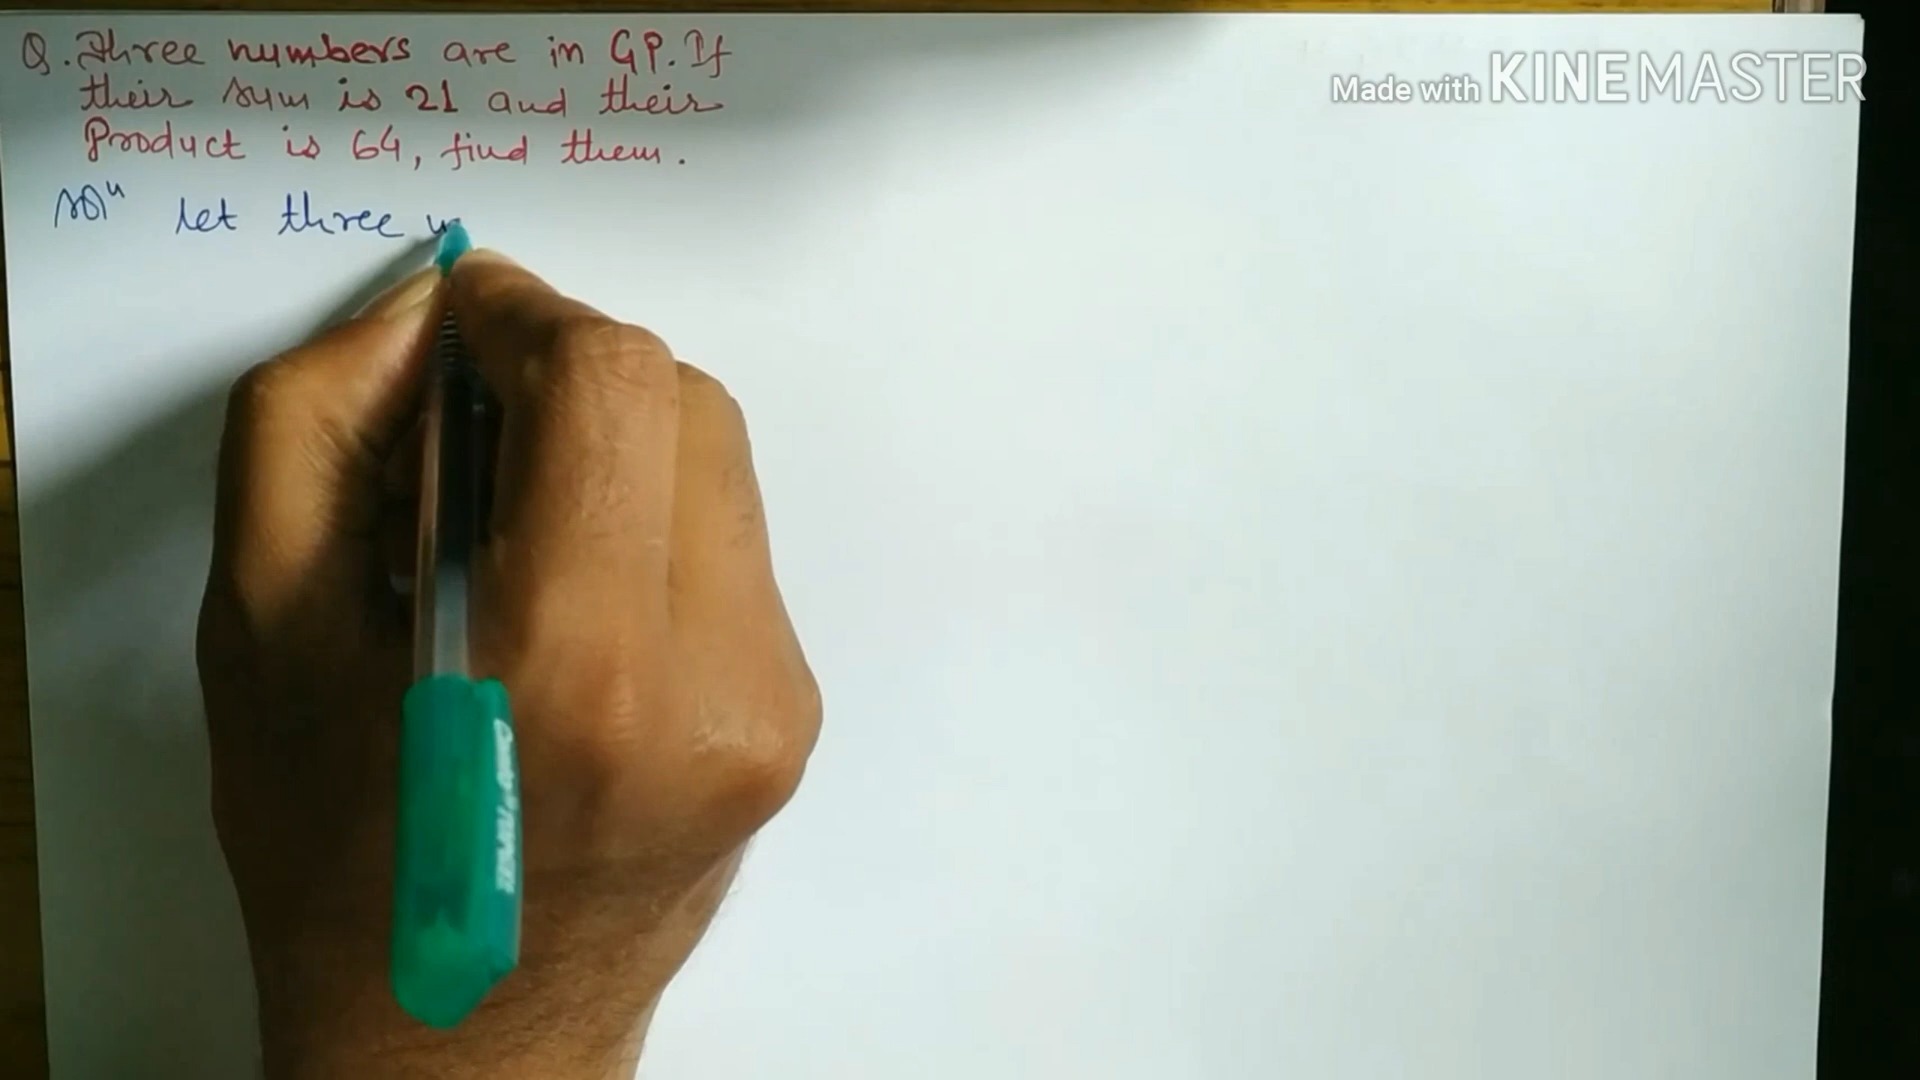 Q. Three numbers are in GP. If
their sum is 21 and their
Product is 64, find them.
Made with KINEMASTER
Solⁿ let three